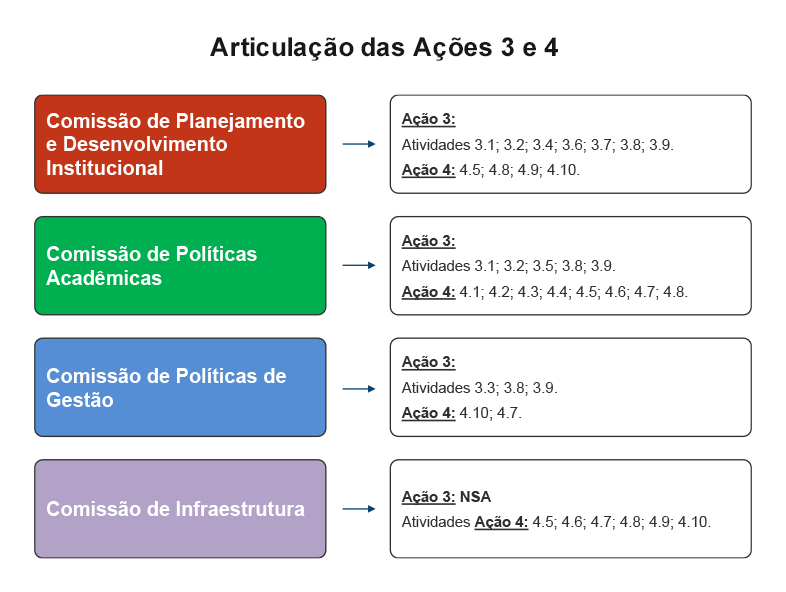 Articulação das Ações 3 e 4
Comissão de Planejamento
e Desenvolvimento
Institucional
Ação 3:
Atividades 3.1; 3.2; 3.4; 3.6; 3.7; 3.8; 3.9.
Ação 4: 4.5; 4.8; 4.9; 4.10.
Comissão de Políticas
Acadêmicas
Ação 3:
Atividades 3.1; 3.2; 3.5; 3.8; 3.9.
Ação 4: 4.1; 4.2; 4.3; 4.4; 4.5; 4.6; 4.7; 4.8.
Comissão de Políticas de
Gestão
Ação 3:
Atividades 3.3; 3.8; 3.9.
Ação 4: 4.10; 4.7.
Comissão de Infraestrutura
Ação 3: NSA
Atividades Ação 4: 4.5; 4.6; 4.7; 4.8; 4.9; 4.10.